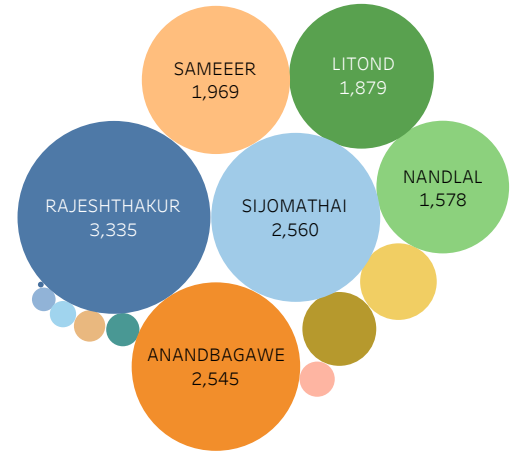 SAMEEER
1,969
LITOND
1,879
NANDLAL
1,578
RAJESHTHAKUR
3,335
SIJOMATHAI
2,560
ANANDBAGAWE
2,545